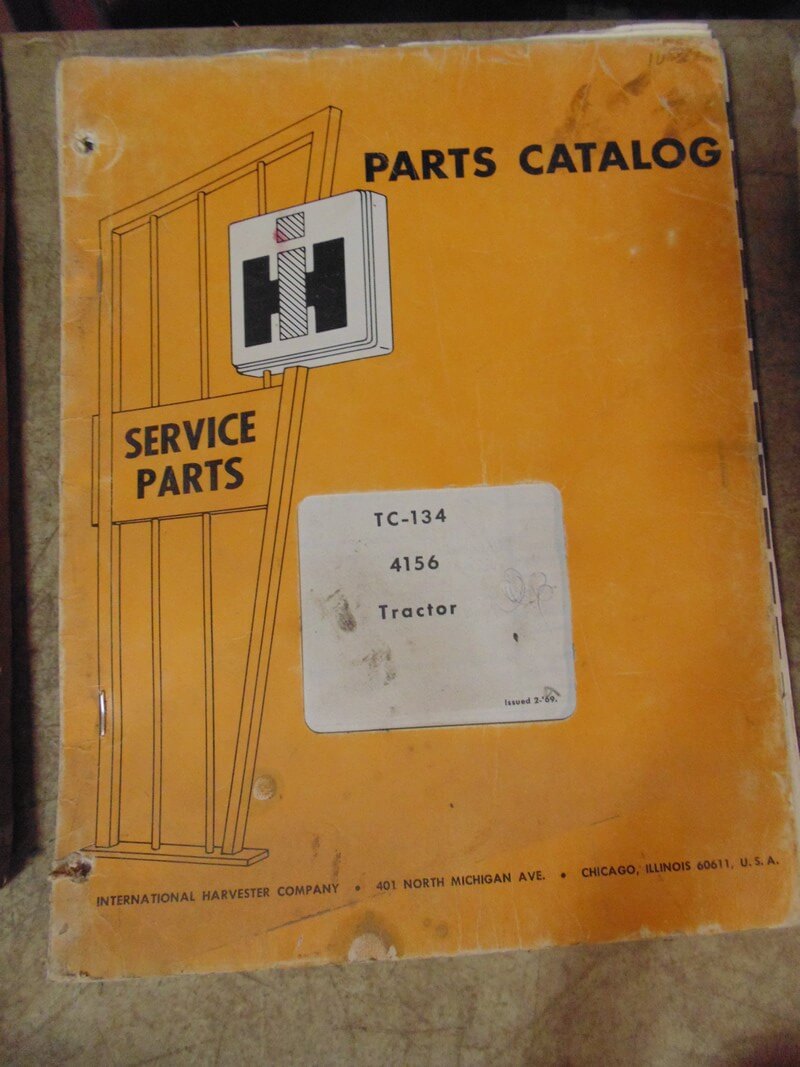 PARTS CATALOG
IH
SERVICE
PARTS
TC-134
4156
Tractor
Issued 2-'69.
INTERNATIONAL HARVESTER COMPANY • 401 NORTH MICHIGAN AVE. • CHICAGO, ILLINOIS 60611, U. S. A.